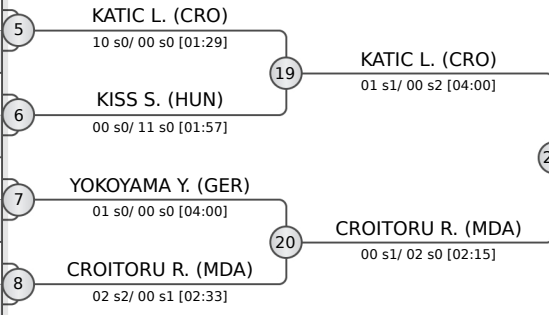 KATIC L. (CRO)
5
10 s0/ 00 s0 [01:29]
19
KATIC L. (CRO)
01 s1/ 00 s2 [04:00]
KISS S. (HUN)
6
00 s0/ 11 s0 [01:57]
YOKOYAMA Y. (GER)
7
01 s0/ 00 s0 [04:00]
20
CROITORU R. (MDA)
00 s1/ 02 s0 [02:15]
CROITORU R. (MDA)
8
02 s2/ 00 s1 [02:33]